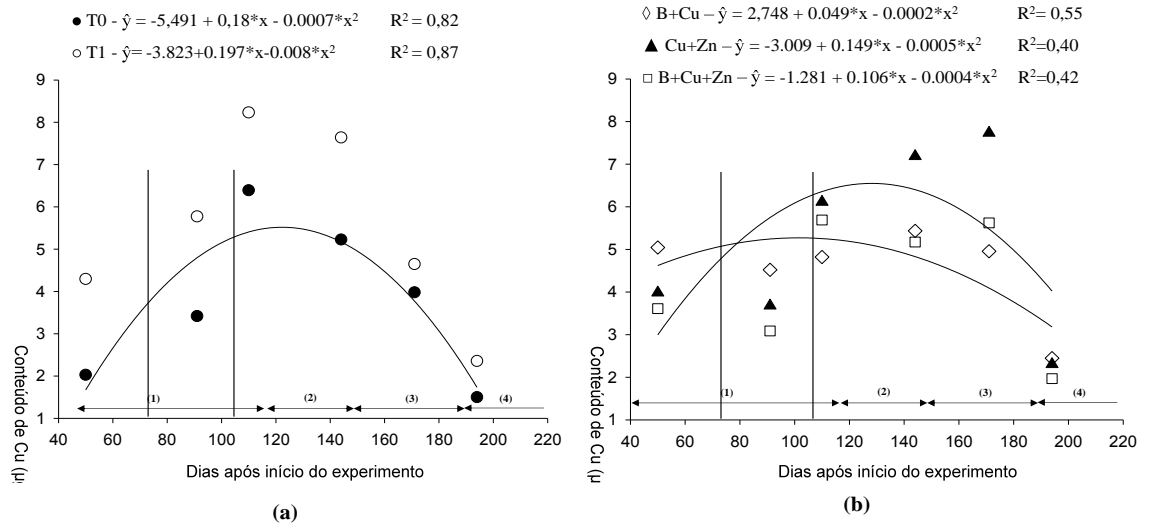 ● T0 - ŷ = -5,491 + 0,18*x - 0.0007*x² R² = 0,82
○ T1 - ŷ= -3.823+0.197*x-0.008*x² R² = 0,87
9
8
7
6
5
4
3
2
1
Conteúdo de Cu (µ
(1) (2) (3) (4)
40 60 80 100 120 140 160 180 200 220
Dias após início do experimento
(a)
◇ B+Cu – ŷ = 2,748 + 0.049*x - 0.0002*x² R² = 0,55
▲ Cu+Zn – ŷ = -3.009 + 0.149*x - 0.0005*x² R²=0,40
□ B+Cu+Zn – ŷ = -1.281 + 0.106*x - 0.0004*x² R²=0,42
9
8
7
6
5
4
3
2
1
Conteúdo de Cu (µ
(1) (2) (3) (4)
40 60 80 100 120 140 160 180 200 220
Dias após início do experimento
(b)